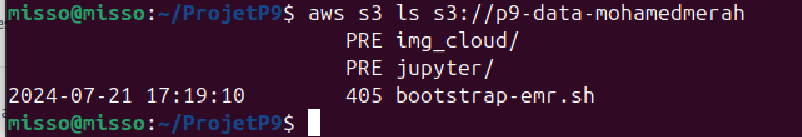 misso@misso:~/ProjetP9$ aws s3 ls s3://p9-data-mohamedmerah
PRE img_cloud/
PRE jupyter/
2024-07-21 17:19:10 405 bootstrap-emr.sh
misso@misso:~/ProjetP9$